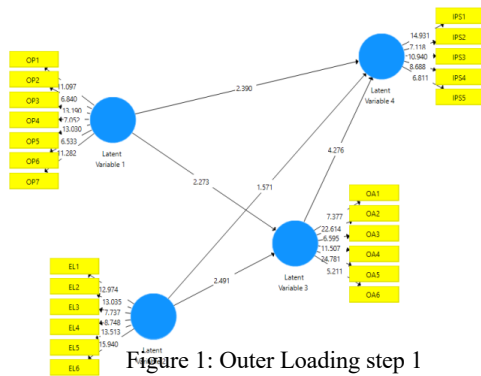 IPS1
IPS2
IPS3
IPS4
IPS5
14.931
7.118
10.940
8.688
6.811
Latent
Variable 4
OP1
OP2
OP3
OP4
OP5
OP6
OP7
11.097
6.840
13.190
7.052
13.030
6.533
11.282
Latent
Variable 1
2.390
2.273
1.571
4.276
2.491
OA1
OA2
OA3
OA4
OA5
OA6
7.377
22.614
6.595
11.507
24.781
5.211
Latent
Variable 3
EL1
EL2
EL3
EL4
EL5
EL6
12.974
13.035
7.737
8.748
13.513
15.940
Figure 1: Outer Loading step 1